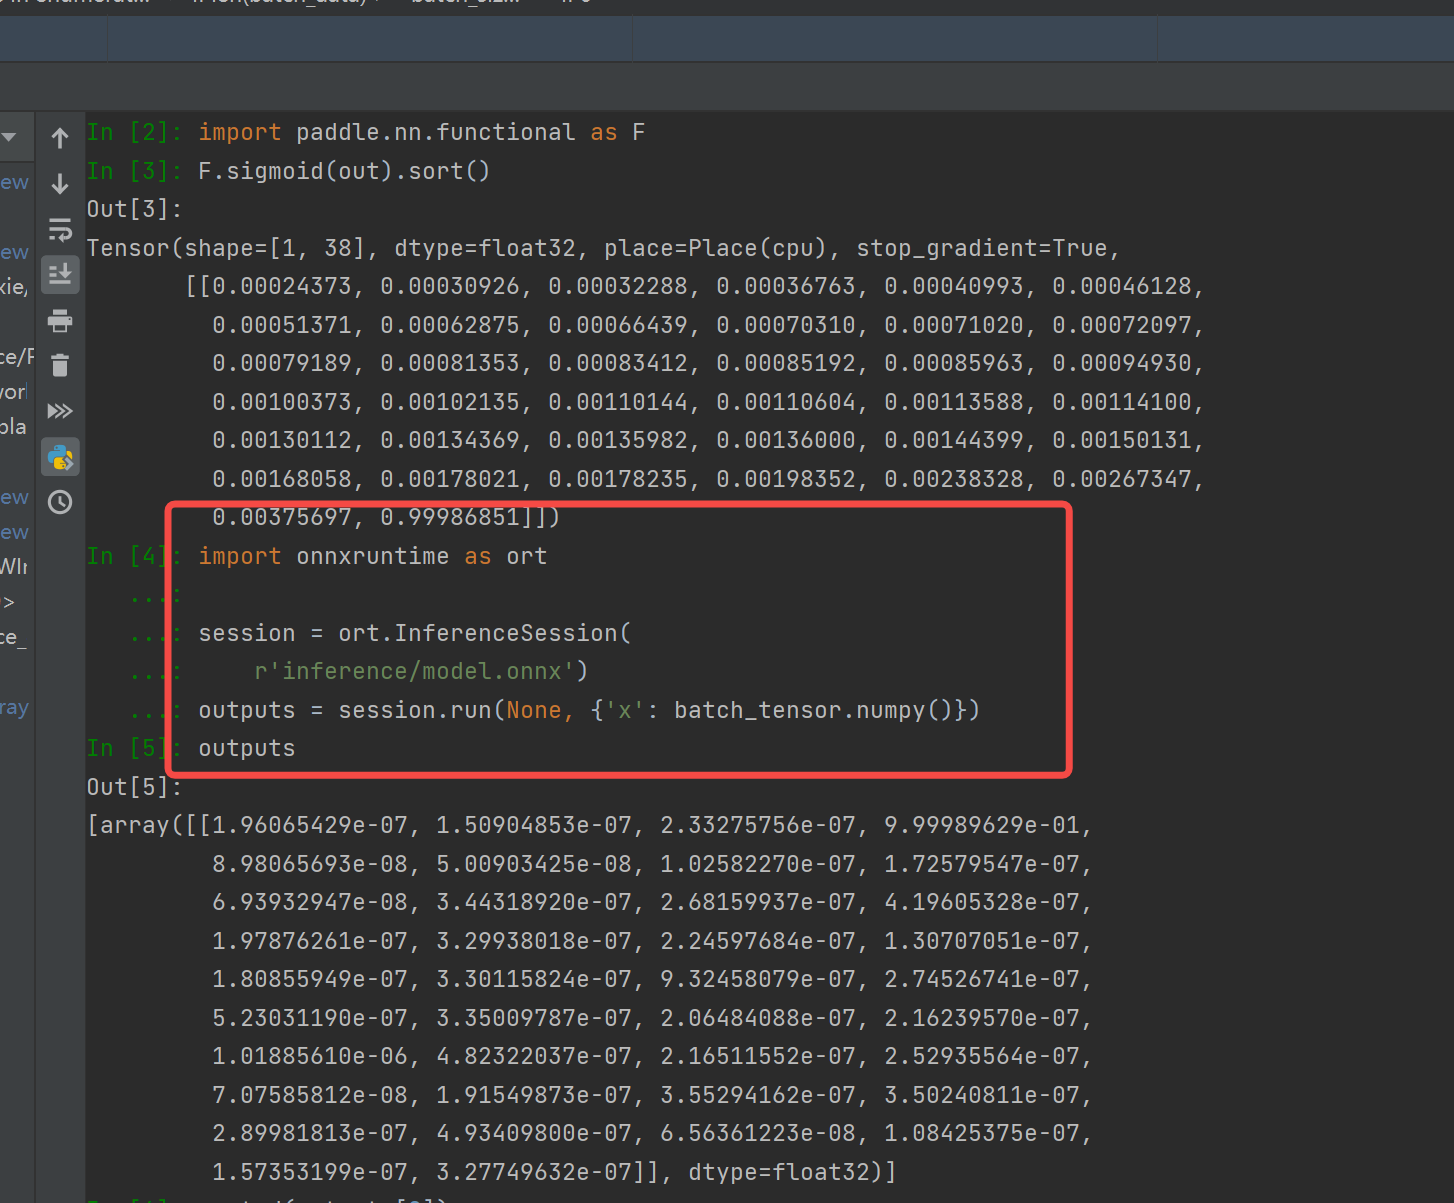 In [2]: import paddle.nn.functional as F
In [3]: F.sigmoid(out).sort()
Out[3]:
Tensor(shape=[1, 38], dtype=float32, place=Place(cpu), stop_gradient=True,
[[0.00024373, 0.00030926, 0.00032288, 0.00036763, 0.00040993, 0.00046128,
0.00051371, 0.00062875, 0.00066439, 0.00070310, 0.00071020, 0.00072097,
0.00079189, 0.00081353, 0.00083412, 0.00085192, 0.00085963, 0.00094930,
0.00100373, 0.00102135, 0.00110144, 0.00110604, 0.00113588, 0.00114100,
0.00130112, 0.00134369, 0.00135982, 0.00136000, 0.00144399, 0.00150131,
0.00168058, 0.00178021, 0.00178235, 0.00198352, 0.00238328, 0.00267347,
0.00375697, 0.99986851]])
In [4]: import onnxruntime as ort
...:
...: session = ort.InferenceSession(
...: r'inference/model.onnx')
...: outputs = session.run(None, {'x': batch_tensor.numpy()})
In [5]: outputs
Out[5]:
[array([[1.96065429e-07, 1.50904853e-07, 2.33275756e-07, 9.99989629e-01,
8.98065693e-08, 5.00903425e-08, 1.02582270e-07, 1.72579547e-07,
6.93932947e-08, 3.44318920e-07, 2.68159937e-07, 4.19605328e-07,
1.97876261e-07, 3.29938018e-07, 2.24597684e-07, 1.30707051e-07,
1.80855949e-07, 3.30115824e-07, 9.32458079e-07, 2.74526741e-07,
5.23031190e-07, 3.35009787e-07, 2.06484088e-07, 2.16239570e-07,
1.01885610e-06, 4.82322037e-07, 2.16511552e-07, 2.52935564e-07,
7.07585812e-08, 1.91549873e-07, 3.55294162e-07, 3.50240811e-07,
2.89981813e-07, 4.93409800e-07, 6.56361223e-08, 1.08425375e-07,
1.57353199e-07, 3.27749632e-07]], dtype=float32)]